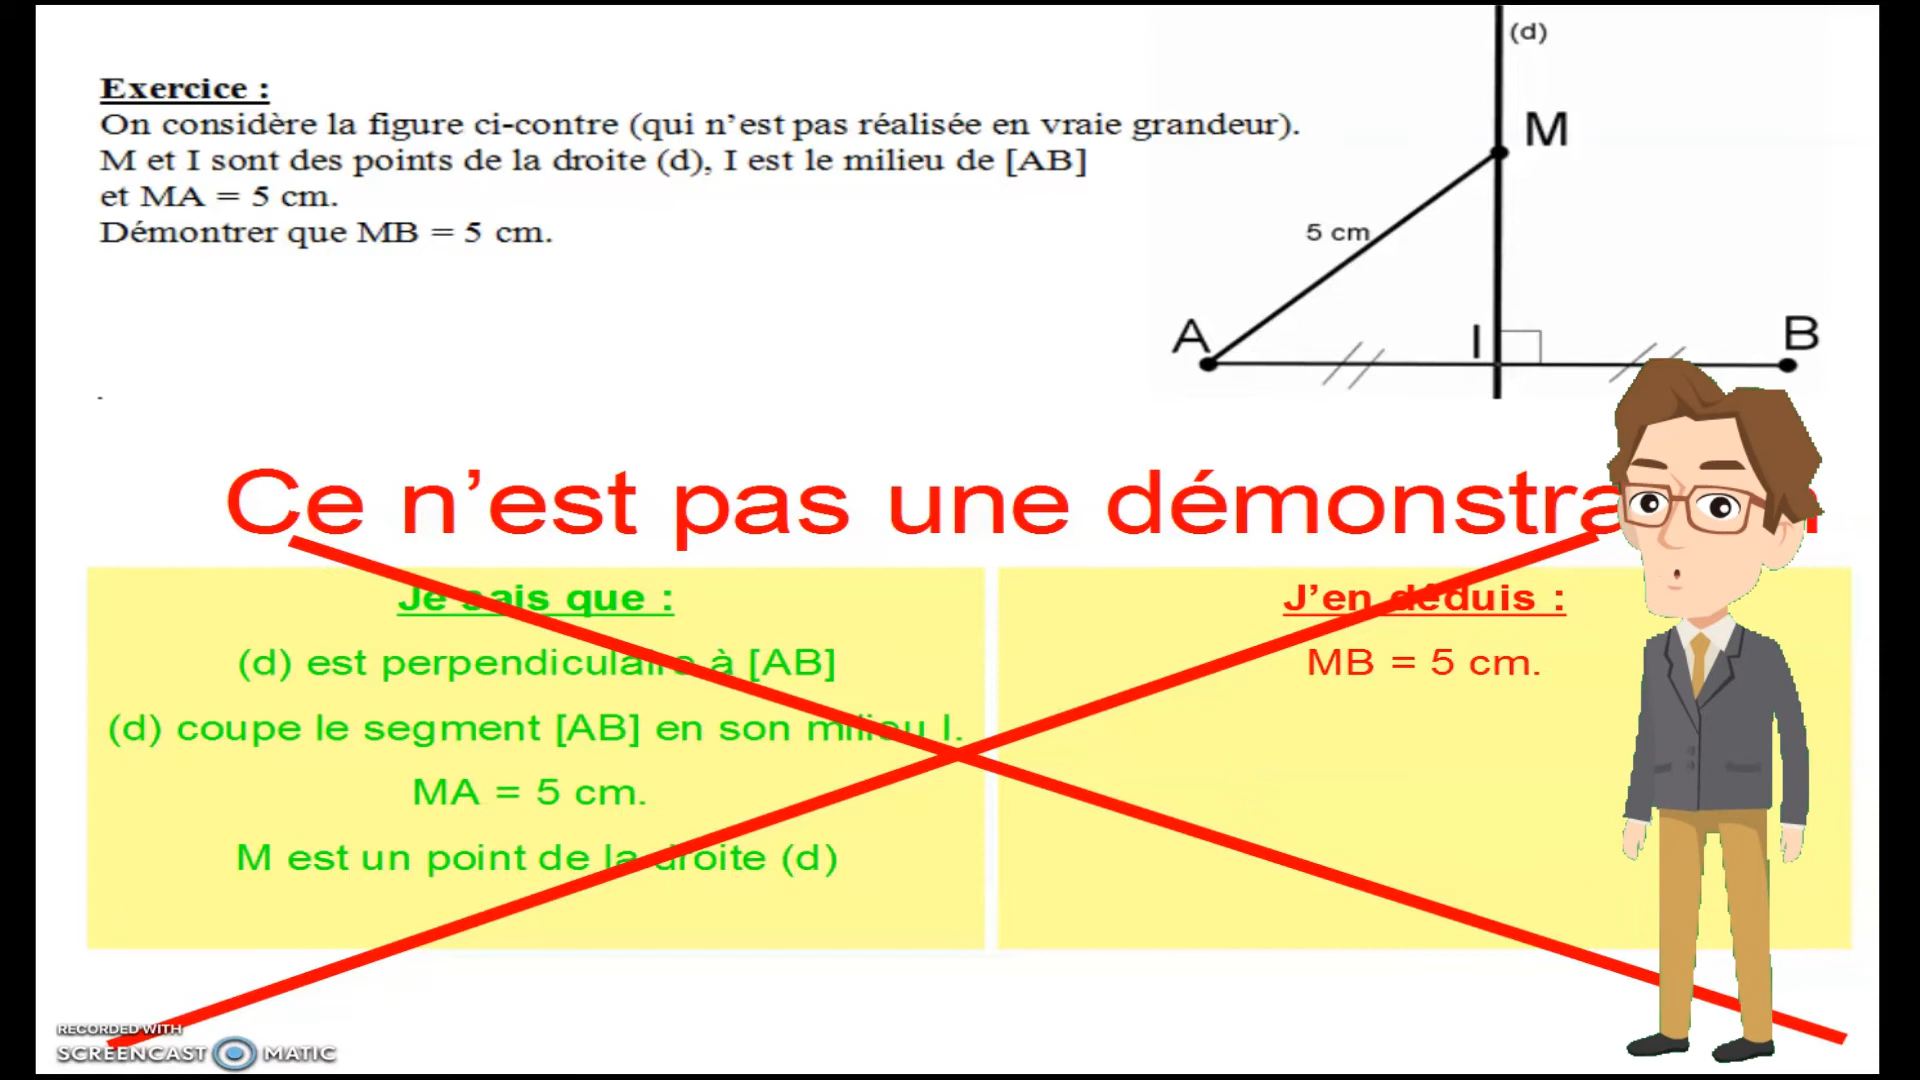 (d)
Exercice :
On considère la figure ci-contre (qui n'est pas réalisée en vraie grandeur).
M
M et I sont des points de la droite (d), I est le milieu de [AB]
et MA = 5 cm.
Démontrer que MB = 5 cm.
5 cm
A
I
B
Ce n'est pas une
Je sais que :
(d) est perpendiculaire à [AB]
(d) coupe le segment [AB] en son milieu I.
MA = 5 cm.
M est un point de la droite (d)
J'en déduis :
MB = 5 cm.
RECORDED WITH
SCREENCAST MATIC